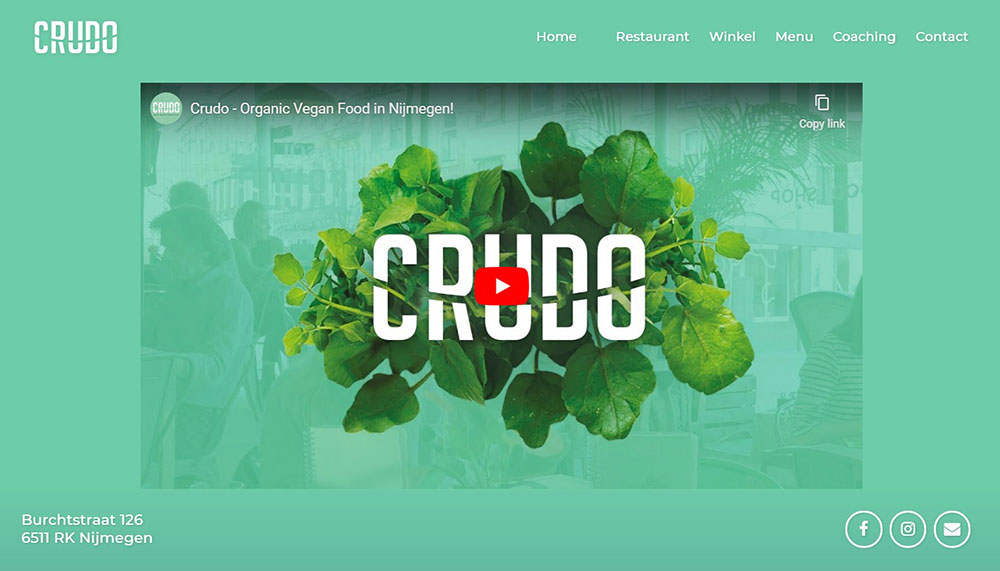 CRUDO
Home Restaurant Winkel Menu Coaching Contact
CRUDO Crudo - Organic Vegan Food in Nijmegen!
Copy link
SHOP
CRUDO
Burchtstraat 126
6511 RK Nijmegen